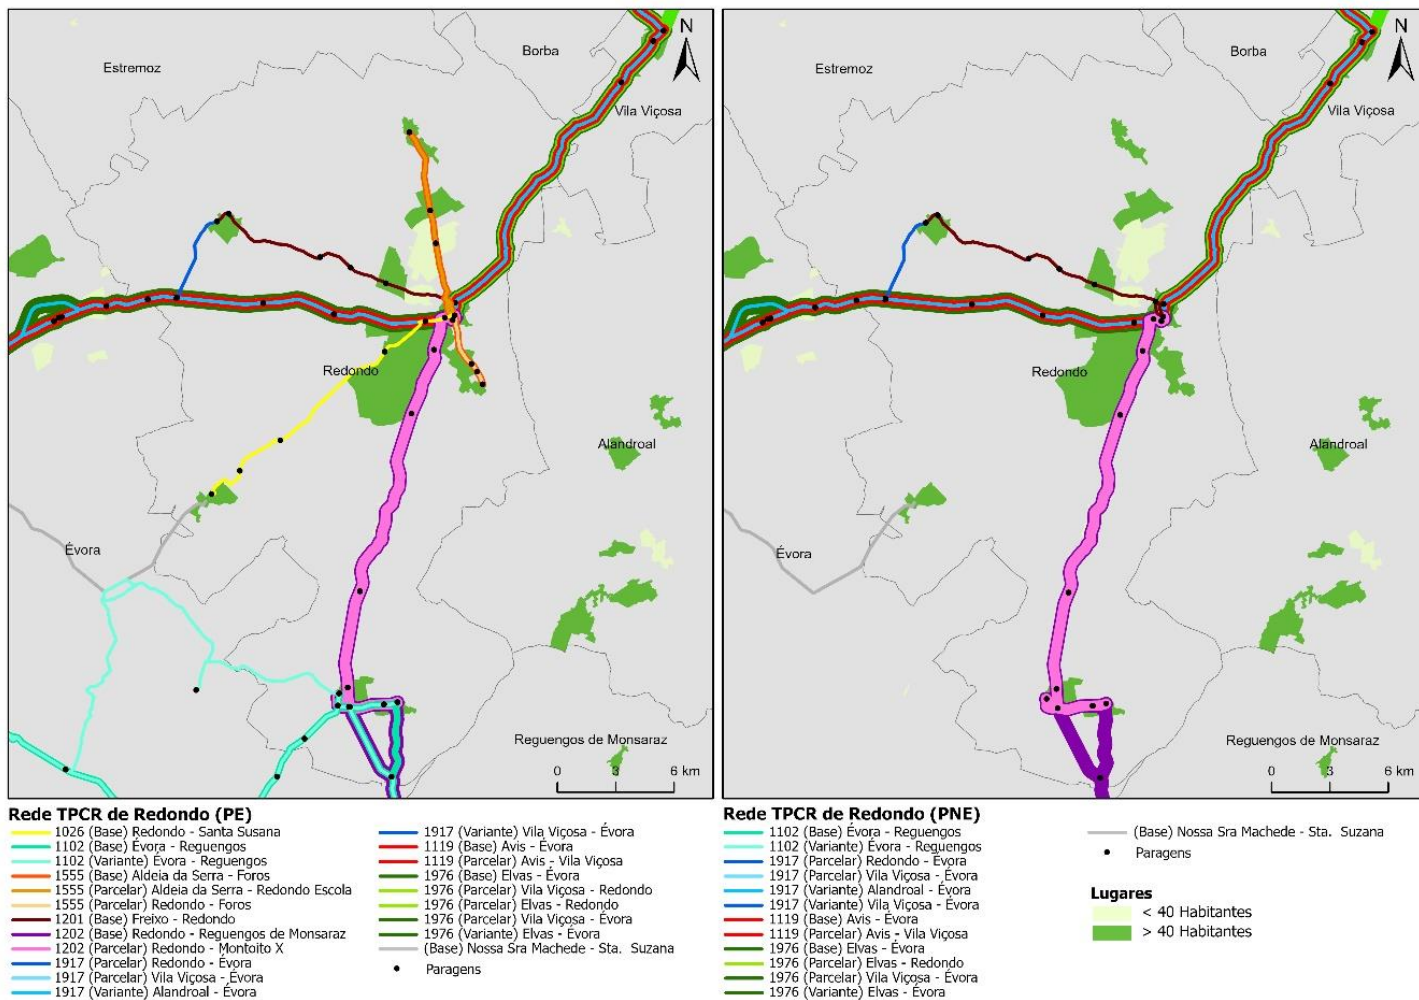 Estremoz
Borba
N
Vila Viçosa
Redondo
Alandroal
Évora
Reguengos de Monsaraz
0 3 6 km
Estremoz
Borba
N
Vila Viçosa
Redondo
Alandroal
Évora
Reguengos de Monsaraz
0 3 6 km
Rede TPCR de Redondo (PE)
1026 (Base) Redondo - Santa Susana
1102 (Base) Évora - Reguengos
1102 (Variante) Évora - Reguengos
1555 (Base) Aldeia da Serra - Foros
1555 (Parcelar) Aldeia da Serra - Redondo Escola
1555 (Parcelar) Redondo - Foros
1201 (Base) Freixo - Redondo
1202 (Base) Redondo - Reguengos de Monsaraz
1202 (Parcelar) Redondo - Montoito X
1917 (Parcelar) Redondo - Évora
1917 (Parcelar) Vila Viçosa - Évora
1917 (Variante) Alandroal - Évora
1917 (Variante) Vila Viçosa - Évora
1119 (Base) Avis - Évora
1119 (Parcelar) Avis - Vila Viçosa
1976 (Base) Elvas - Évora
1976 (Parcelar) Vila Viçosa - Redondo
1976 (Parcelar) Elvas - Redondo
1976 (Parcelar) Vila Viçosa - Évora
1976 (Variante) Elvas - Évora
(Base) Nossa Sra Machede - Sta. Suzana
Paragens
Rede TPCR de Redondo (PNE)
1102 (Base) Évora - Reguengos
1102 (Variante) Évora - Reguengos
1917 (Parcelar) Redondo - Évora
1917 (Parcelar) Vila Viçosa - Évora
1917 (Variante) Alandroal - Évora
1917 (Variante) Vila Viçosa - Évora
1119 (Base) Avis - Évora
1119 (Parcelar) Avis - Vila Viçosa
1976 (Base) Elvas - Évora
1976 (Parcelar) Elvas - Redondo
1976 (Parcelar) Vila Viçosa - Évora
1976 (Variante) Elvas - Évora
(Base) Nossa Sra Machede - Sta. Suzana
Paragens
Lugares
< 40 Habitantes
> 40 Habitantes